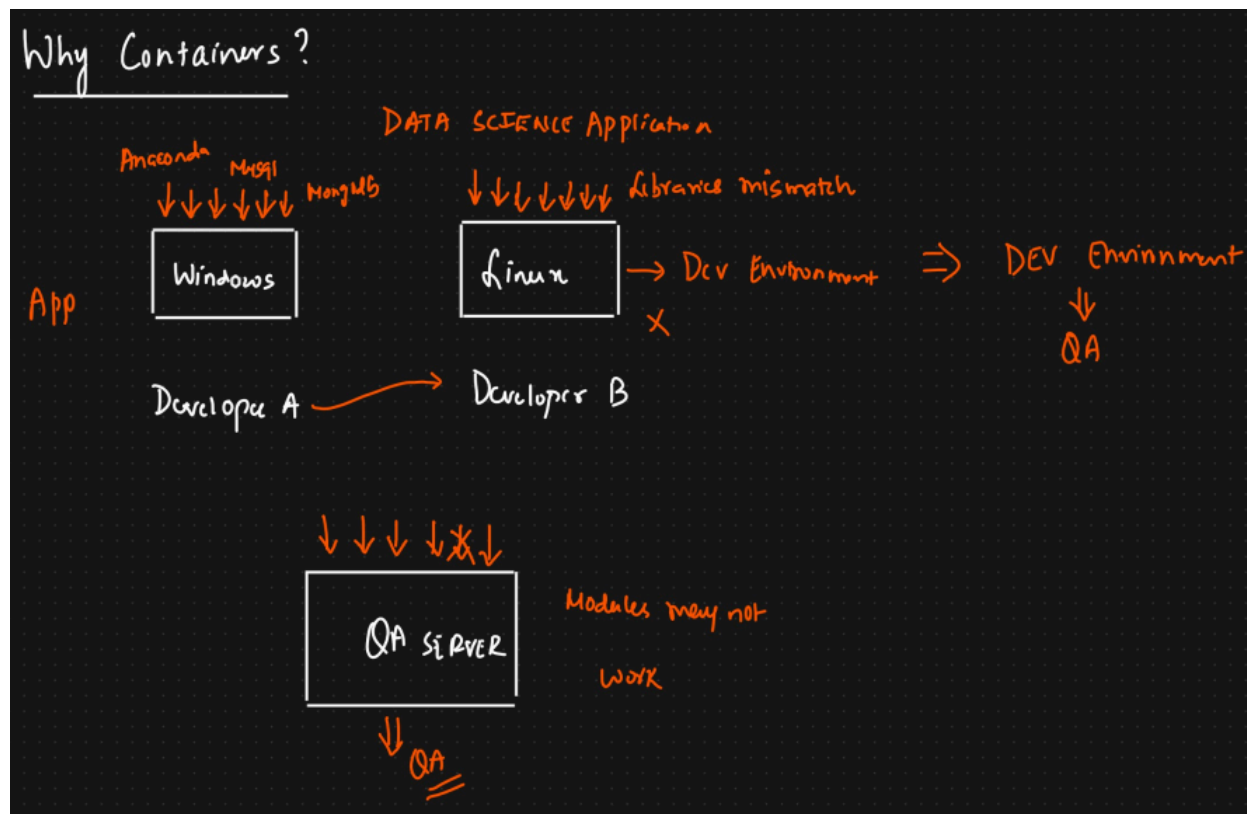 Why Containers?
DATA SCIENCE Application
Anaconda
Mysql
MongoDB
Libraries mismatch
Windows
Linux
Dev Environment
DEV Environment
App
X
QA
Developer A
Developer B
QA SERVER
Modules may not
work
QA